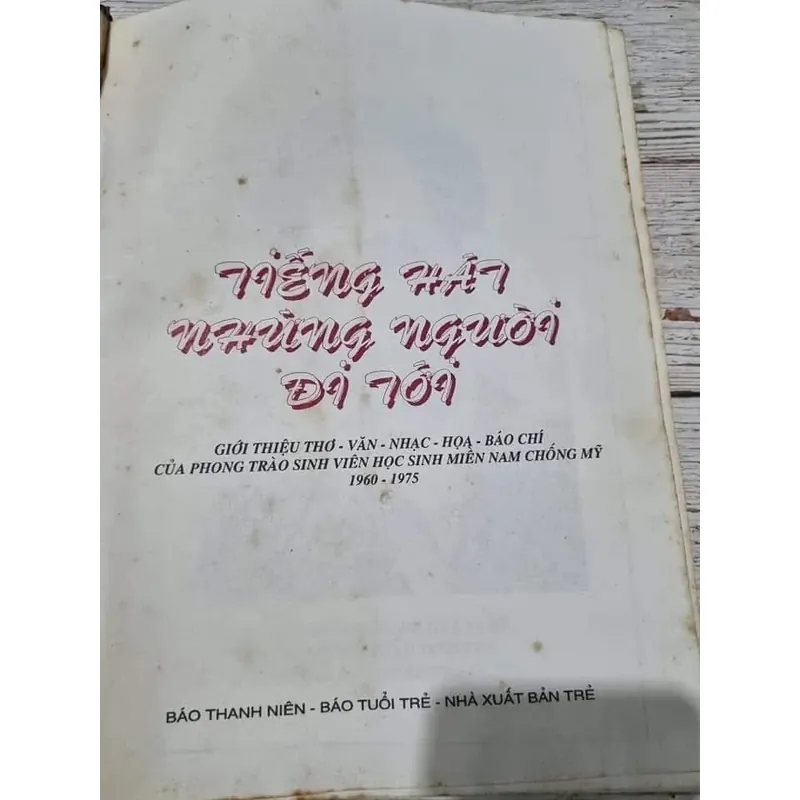 TIẾNG HÁT
NHỮNG NGƯỜI
ĐI TỚI
GIỚI THIỆU THƠ - VĂN - NHẠC - HỌA - BÁO CHÍ
CỦA PHONG TRÀO SINH VIÊN HỌC SINH MIỀN NAM CHỐNG MỸ
1960 - 1975
BÁO THANH NIÊN - BÁO TUỔI TRẺ - NHÀ XUẤT BẢN TRẺ